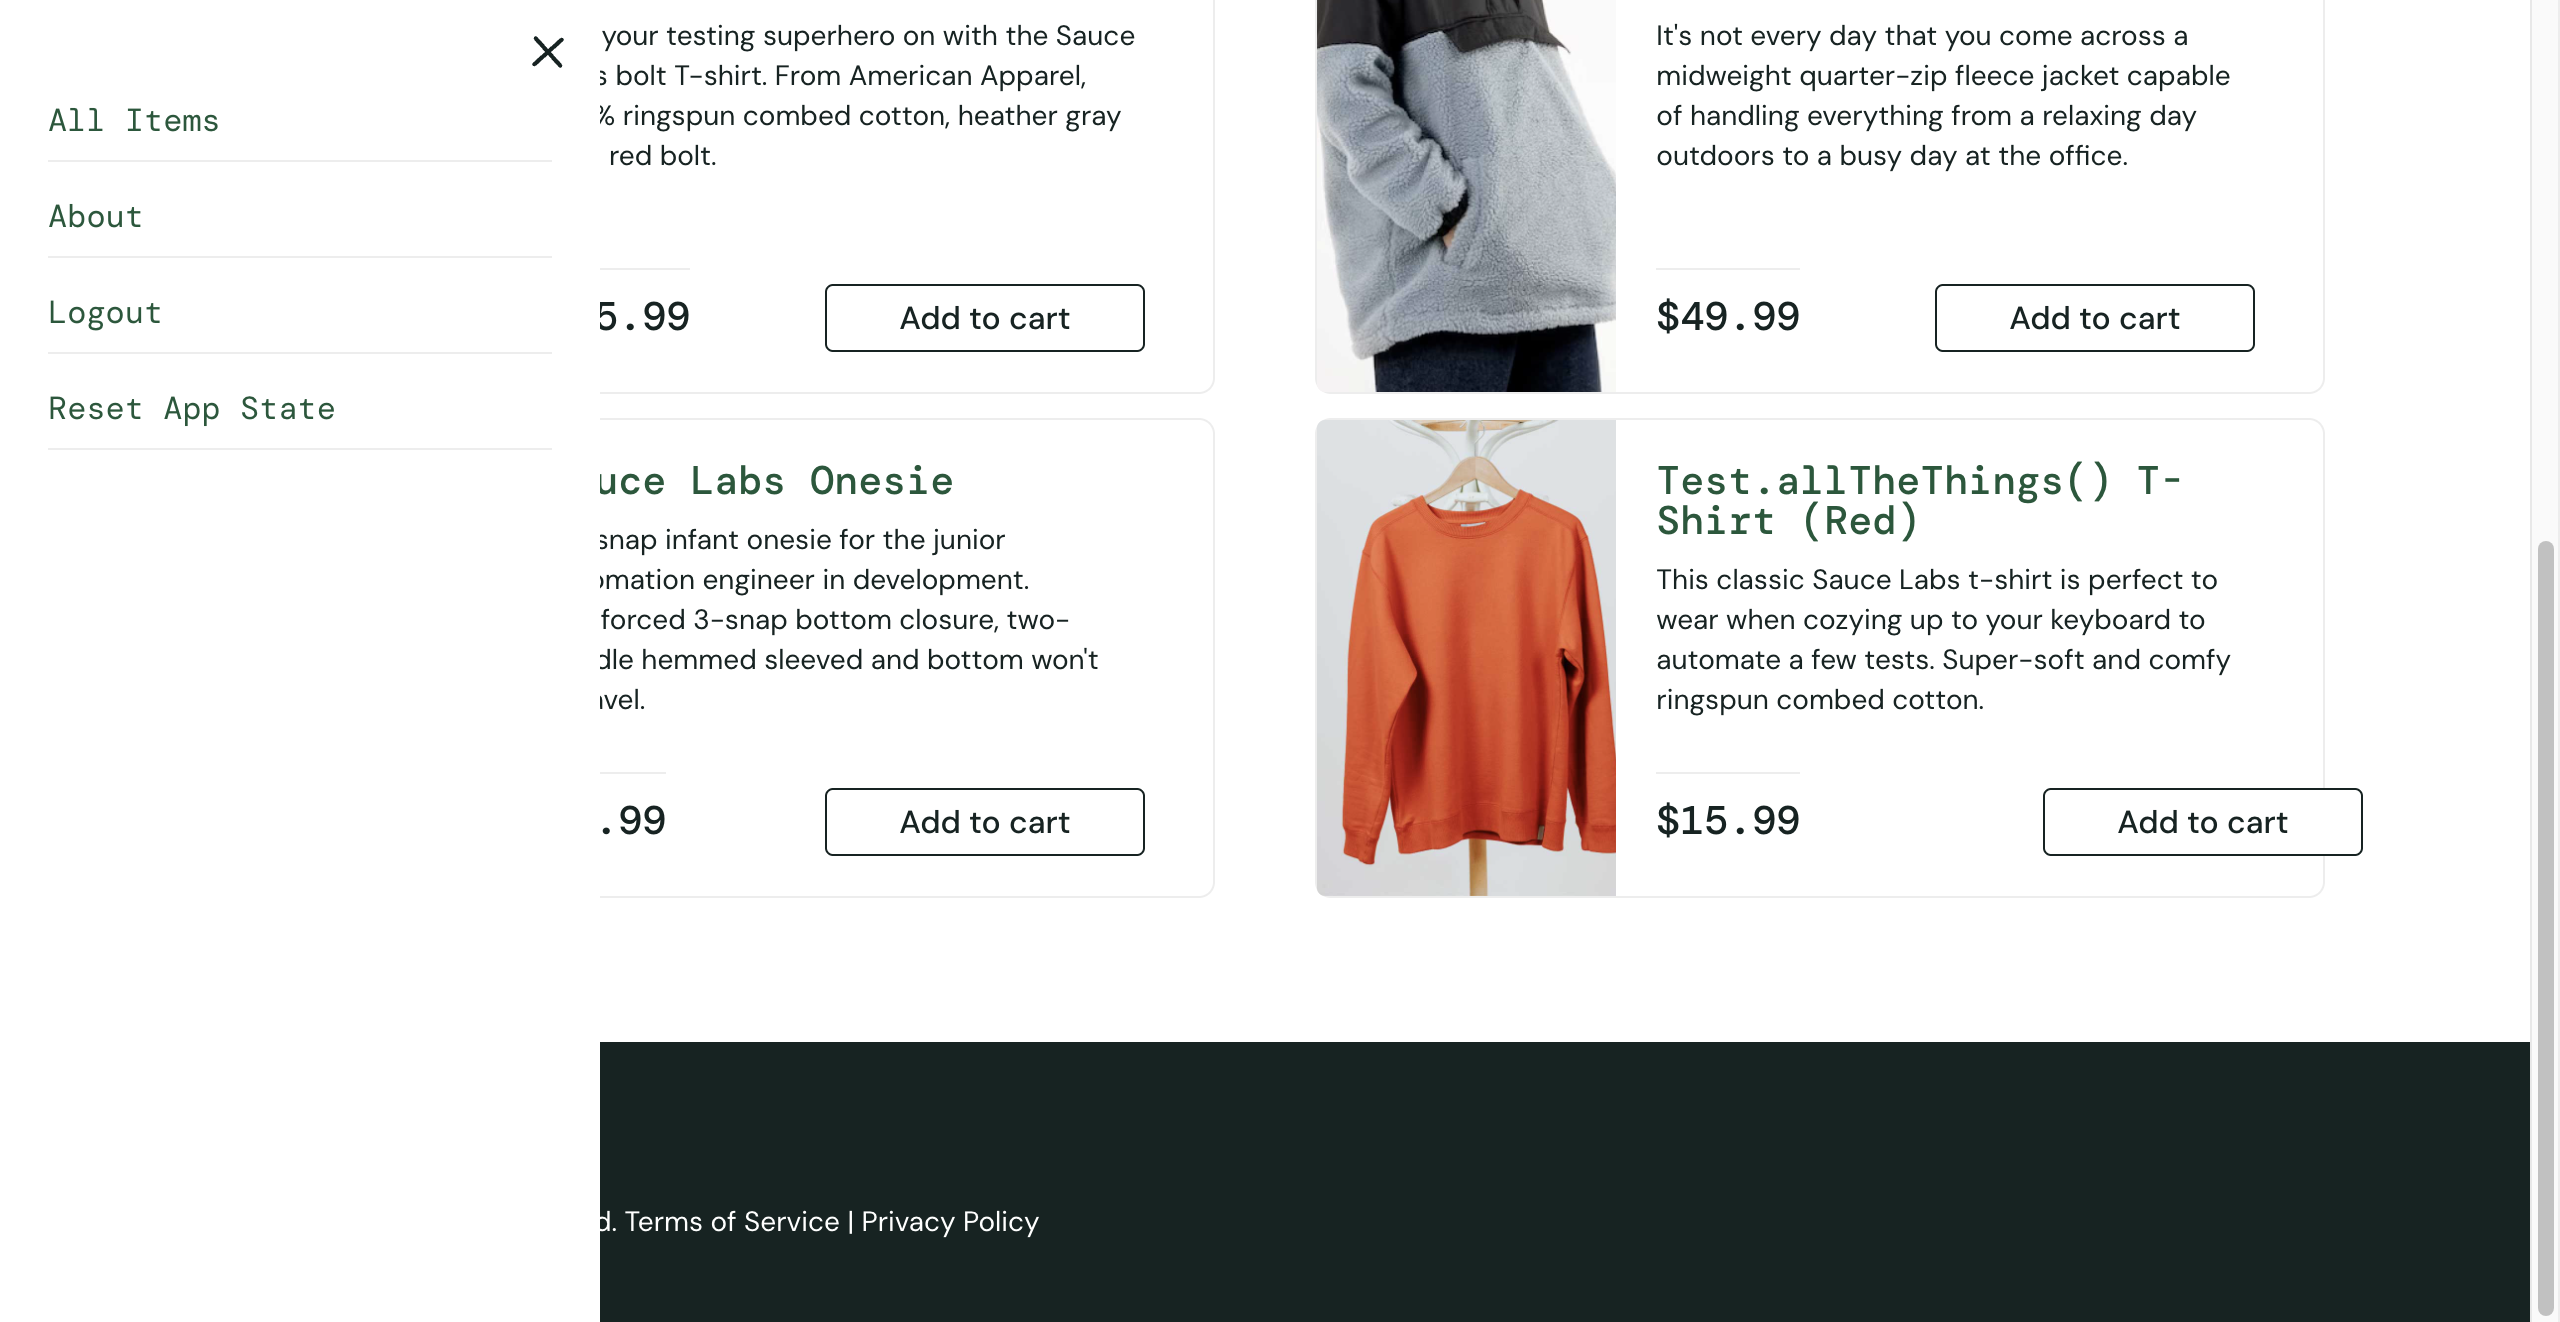 All Items
About
Logout
Reset App State
your testing superhero on with the Sauce
bolt T-shirt. From American Apparel,
% ringspun combed cotton, heather gray
red bolt.
5.99
Add to cart
It's not every day that you come across a
midweight quarter-zip fleece jacket capable
of handling everything from a relaxing day
outdoors to a busy day at the office.
$49.99
Add to cart
uce Labs Onesie
snap infant onesie for the junior
omation engineer in development.
forced 3-snap bottom closure, two-
dle hemmed sleeved and bottom won't
avel.
.99
Add to cart
Test.allTheThings() T-
Shirt (Red)
This classic Sauce Labs t-shirt is perfect to
wear when cozying up to your keyboard to
automate a few tests. Super-soft and comfy
ringspun combed cotton.
$15.99
Add to cart
d. Terms of Service | Privacy Policy